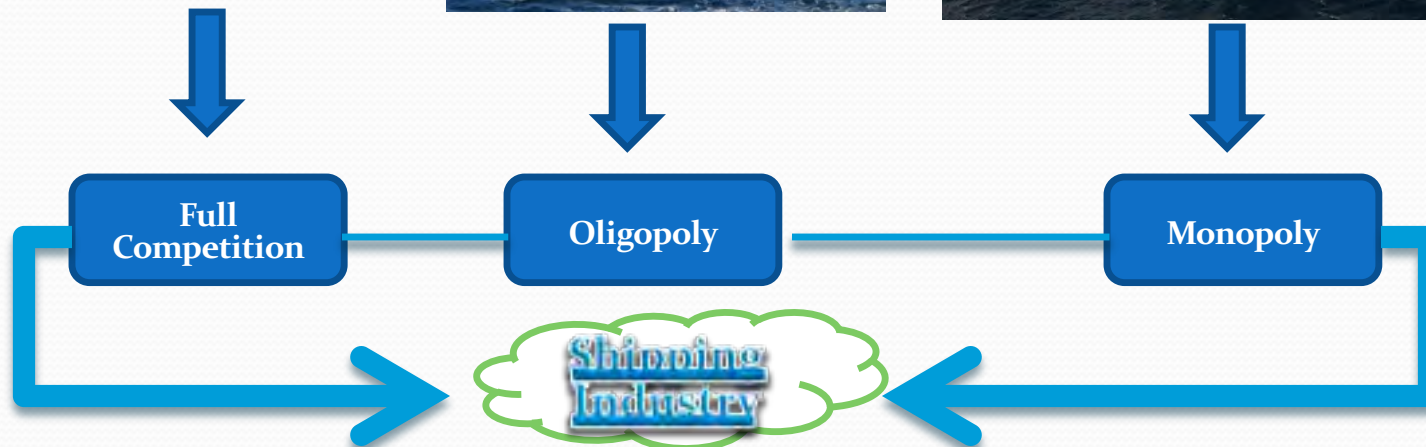 Full
Competition
Oligopoly
Monopoly
Shipping
Industry